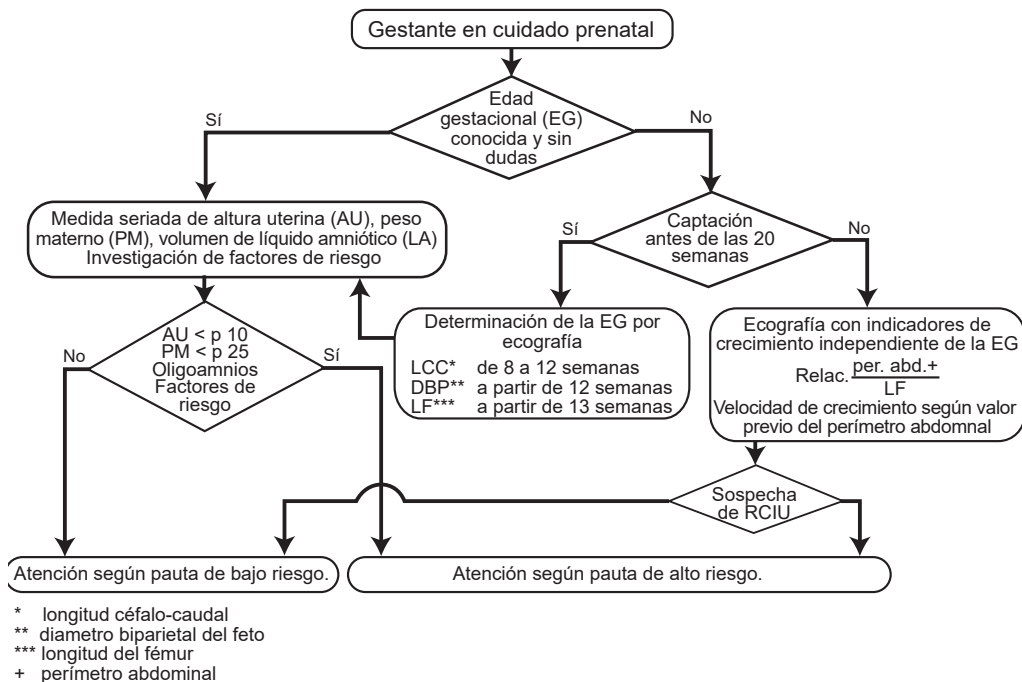 Gestante en cuidado prenatal
Edad
gestacional (EG)
conocida y sin
dudas
Sí
No
Medida seriada de altura uterina (AU), peso
materno (PM), volumen de líquido amniótico (LA)
Investigación de factores de riesgo
Captación
antes de las 20
semanas
Sí
No
AU < p 10
PM < p 25
Oligoamnios
Factores de
riesgo
No
Sí
Determinación de la EG por
ecografía
LCC* de 8 a 12 semanas
DBP** a partir de 12 semanas
LF*** a partir de 13 semanas
Ecografía con indicadores de
crecimiento independiente de la EG
Relac. per. abd.+
LF
Velocidad de crecimiento según valor
previo del perímetro abdomnal
Sospecha
de RCIU
Atención según pauta de bajo riesgo.
Atención según pauta de alto riesgo.
* longitud céfalo-caudal
** diametro biparietal del feto
*** longitud del fémur
+ perímetro abdominal